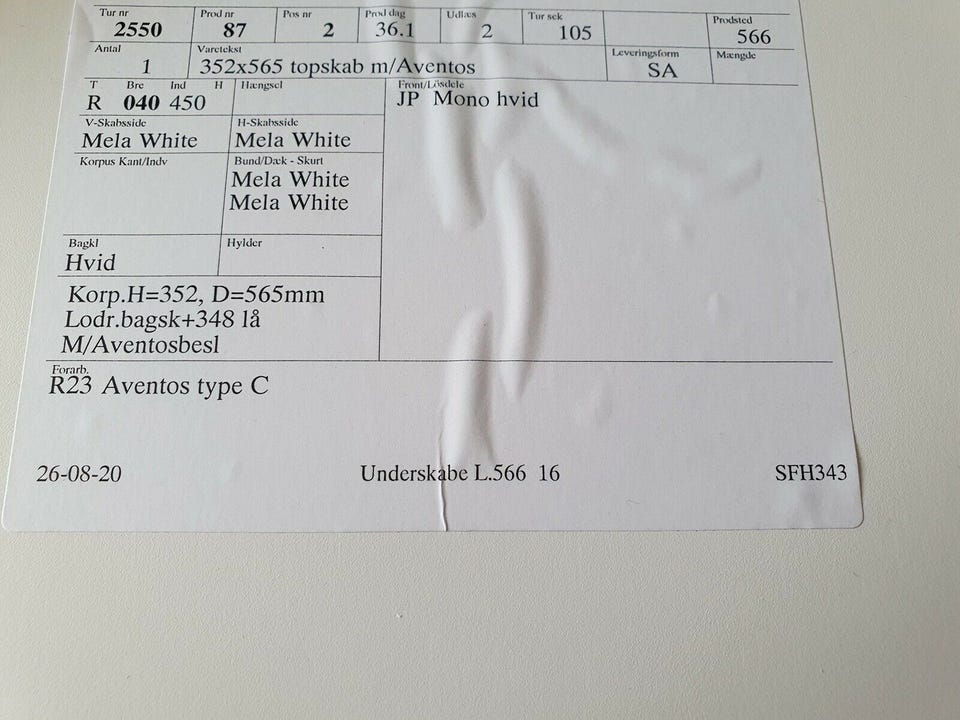 Tur nr Prod nr Pos nr Prod dag Udlæs Tur sek Prodsted
2550 87 2 36.1 2 105 566
Antal Varetekst Leveringsform Mængde
1 352x565 topskab m/Aventos SA
T Bre Ind H Hængsel Front/Lösdele
R 040 450 JP Mono hvid
V-Skabsside H-Skabsside
Mela White Mela White
Korpus Kant/Indv Bund/Dæk - Skurt
Mela White
Mela White
Bagkl Hylder
Hvid
Korp.H=352, D=565mm
Lodr.bagsk+348 lå
M/Aventosbesl
Forarb.
R23 Aventos type C
26-08-20 Underskabe L.566 16 SFH343